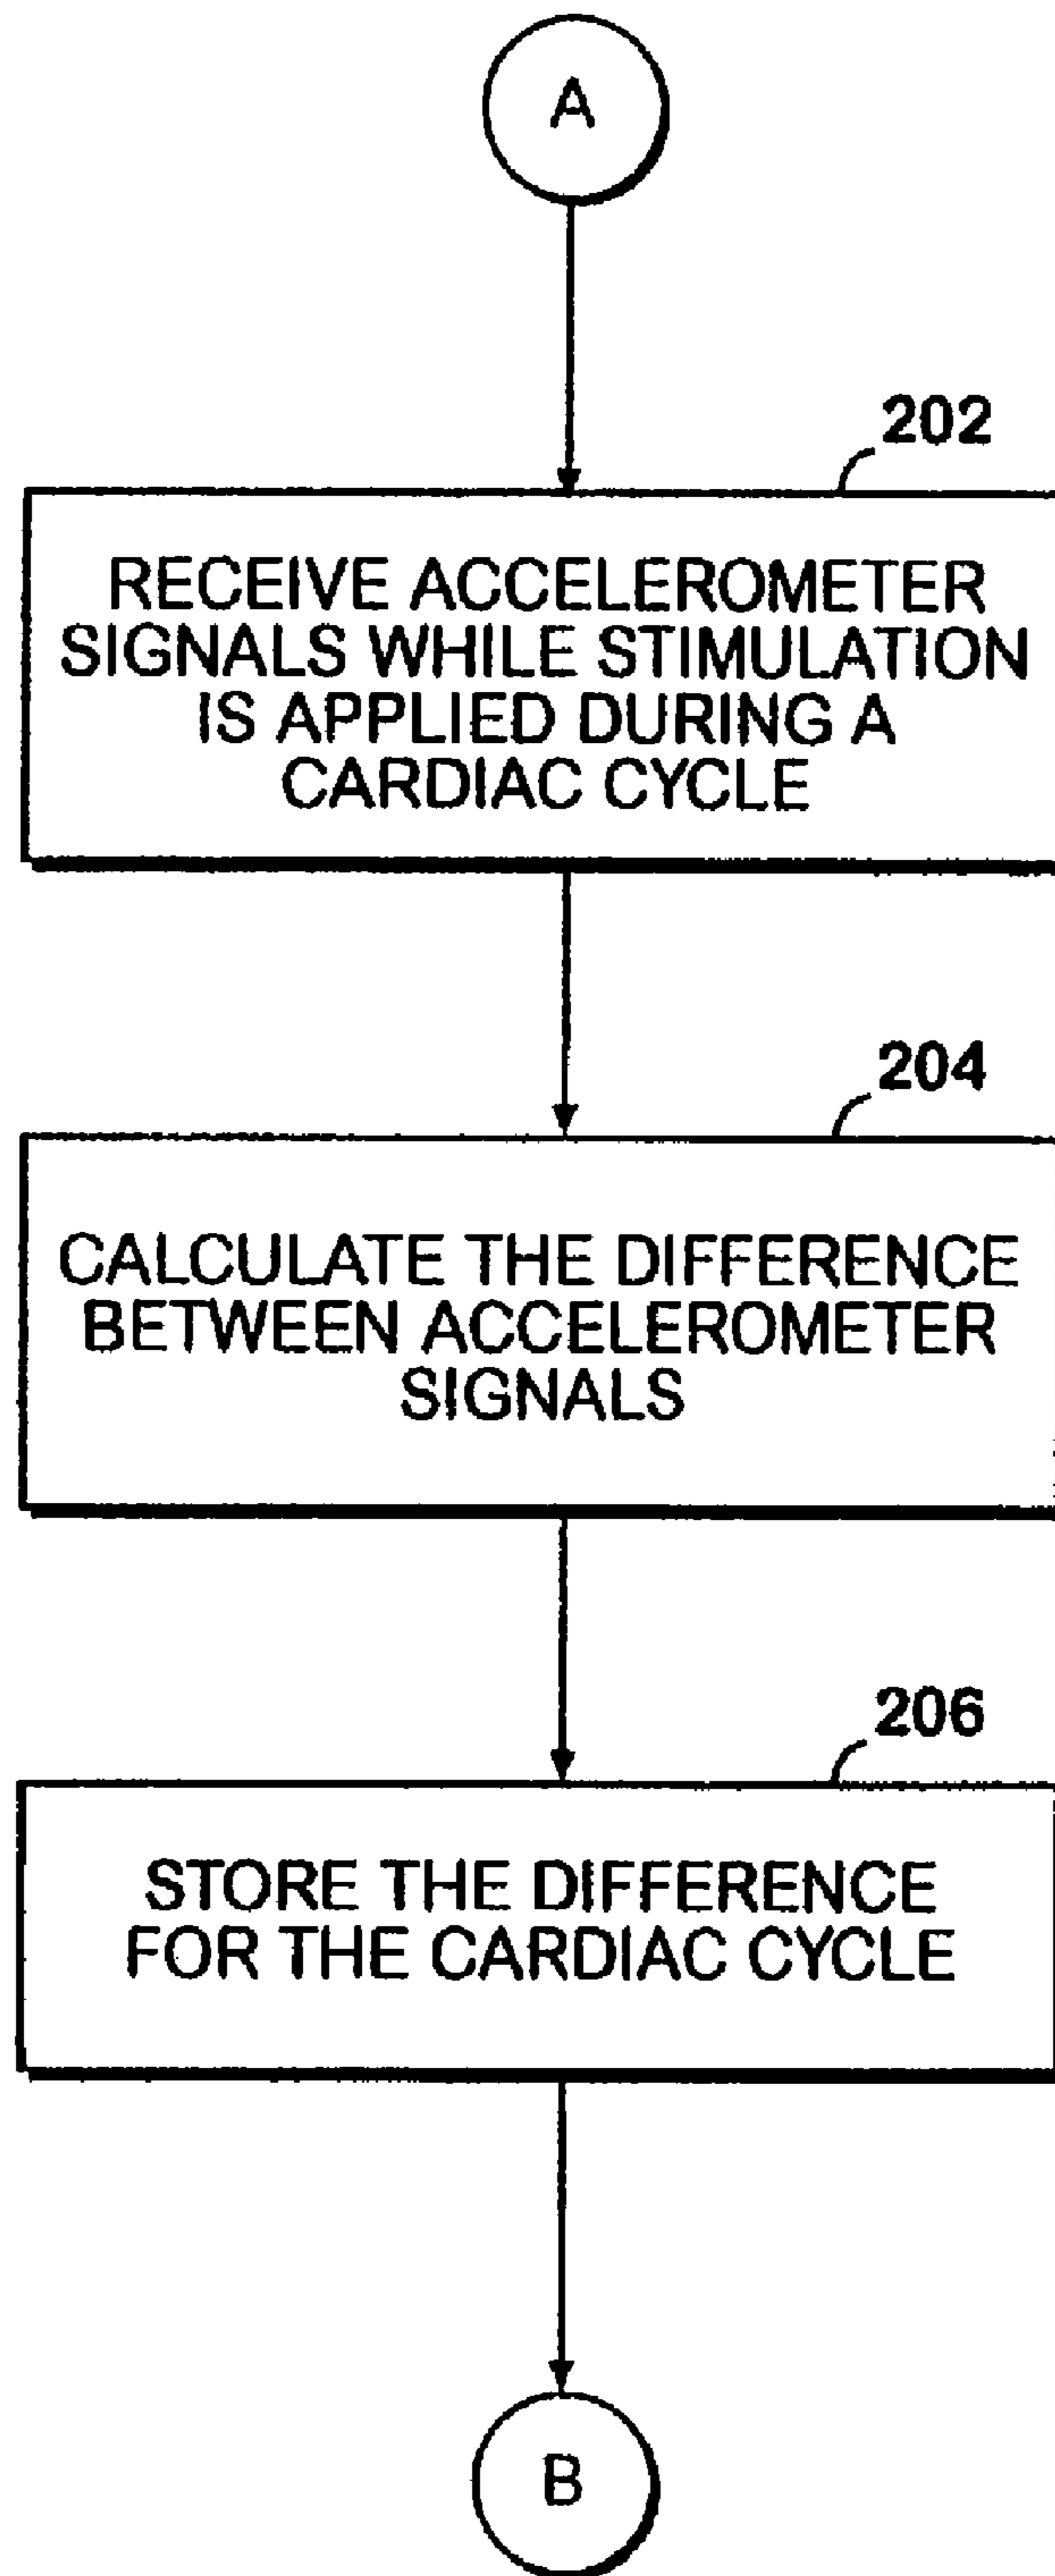 A
202
RECEIVE ACCELEROMETER
SIGNALS WHILE STIMULATION
IS APPLIED DURING A
CARDIAC CYCLE
204
CALCULATE THE DIFFERENCE
BETWEEN ACCELEROMETER
SIGNALS
206
STORE THE DIFFERENCE
FOR THE CARDIAC CYCLE
B